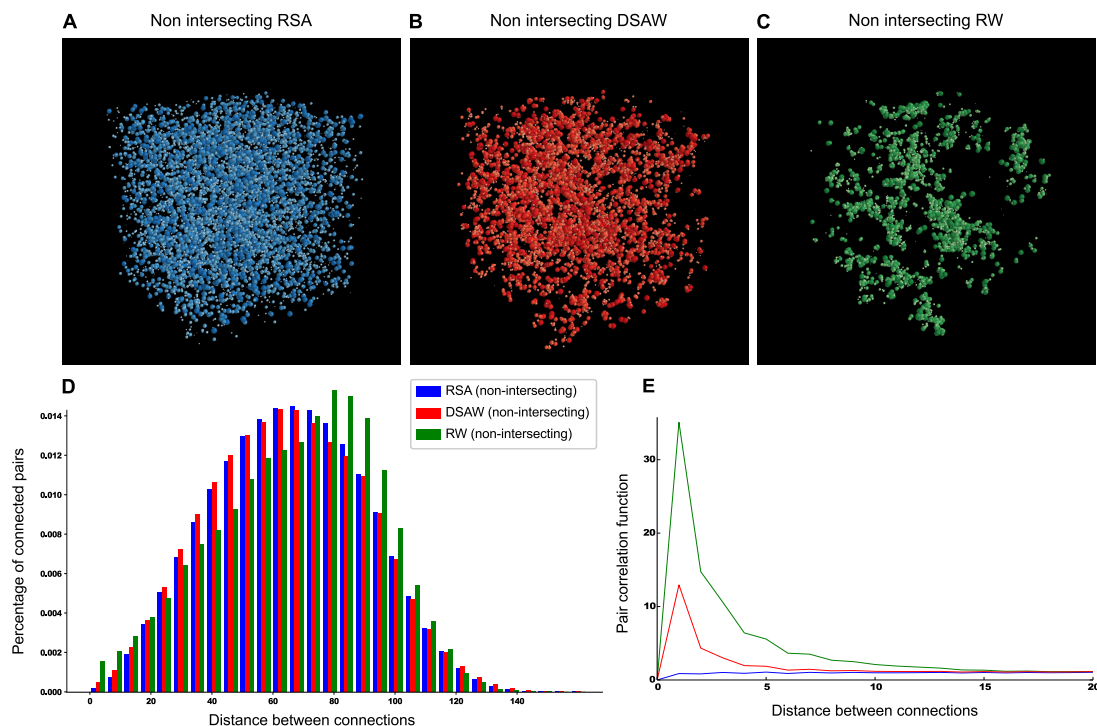 A Non intersecting RSA
B Non intersecting DSAW
C Non intersecting RW
D
RSA (non-intersecting)
DSAW (non-intersecting)
RW (non-intersecting)
Percentage of connected pairs
0.014
0.012
0.010
0.008
0.006
0.004
0.002
0.000
0 20 40 60 80 100 120 140
Distance between connections
E
Pair correlation function
30
20
10
0
0 5 10 15 20
Distance between connections